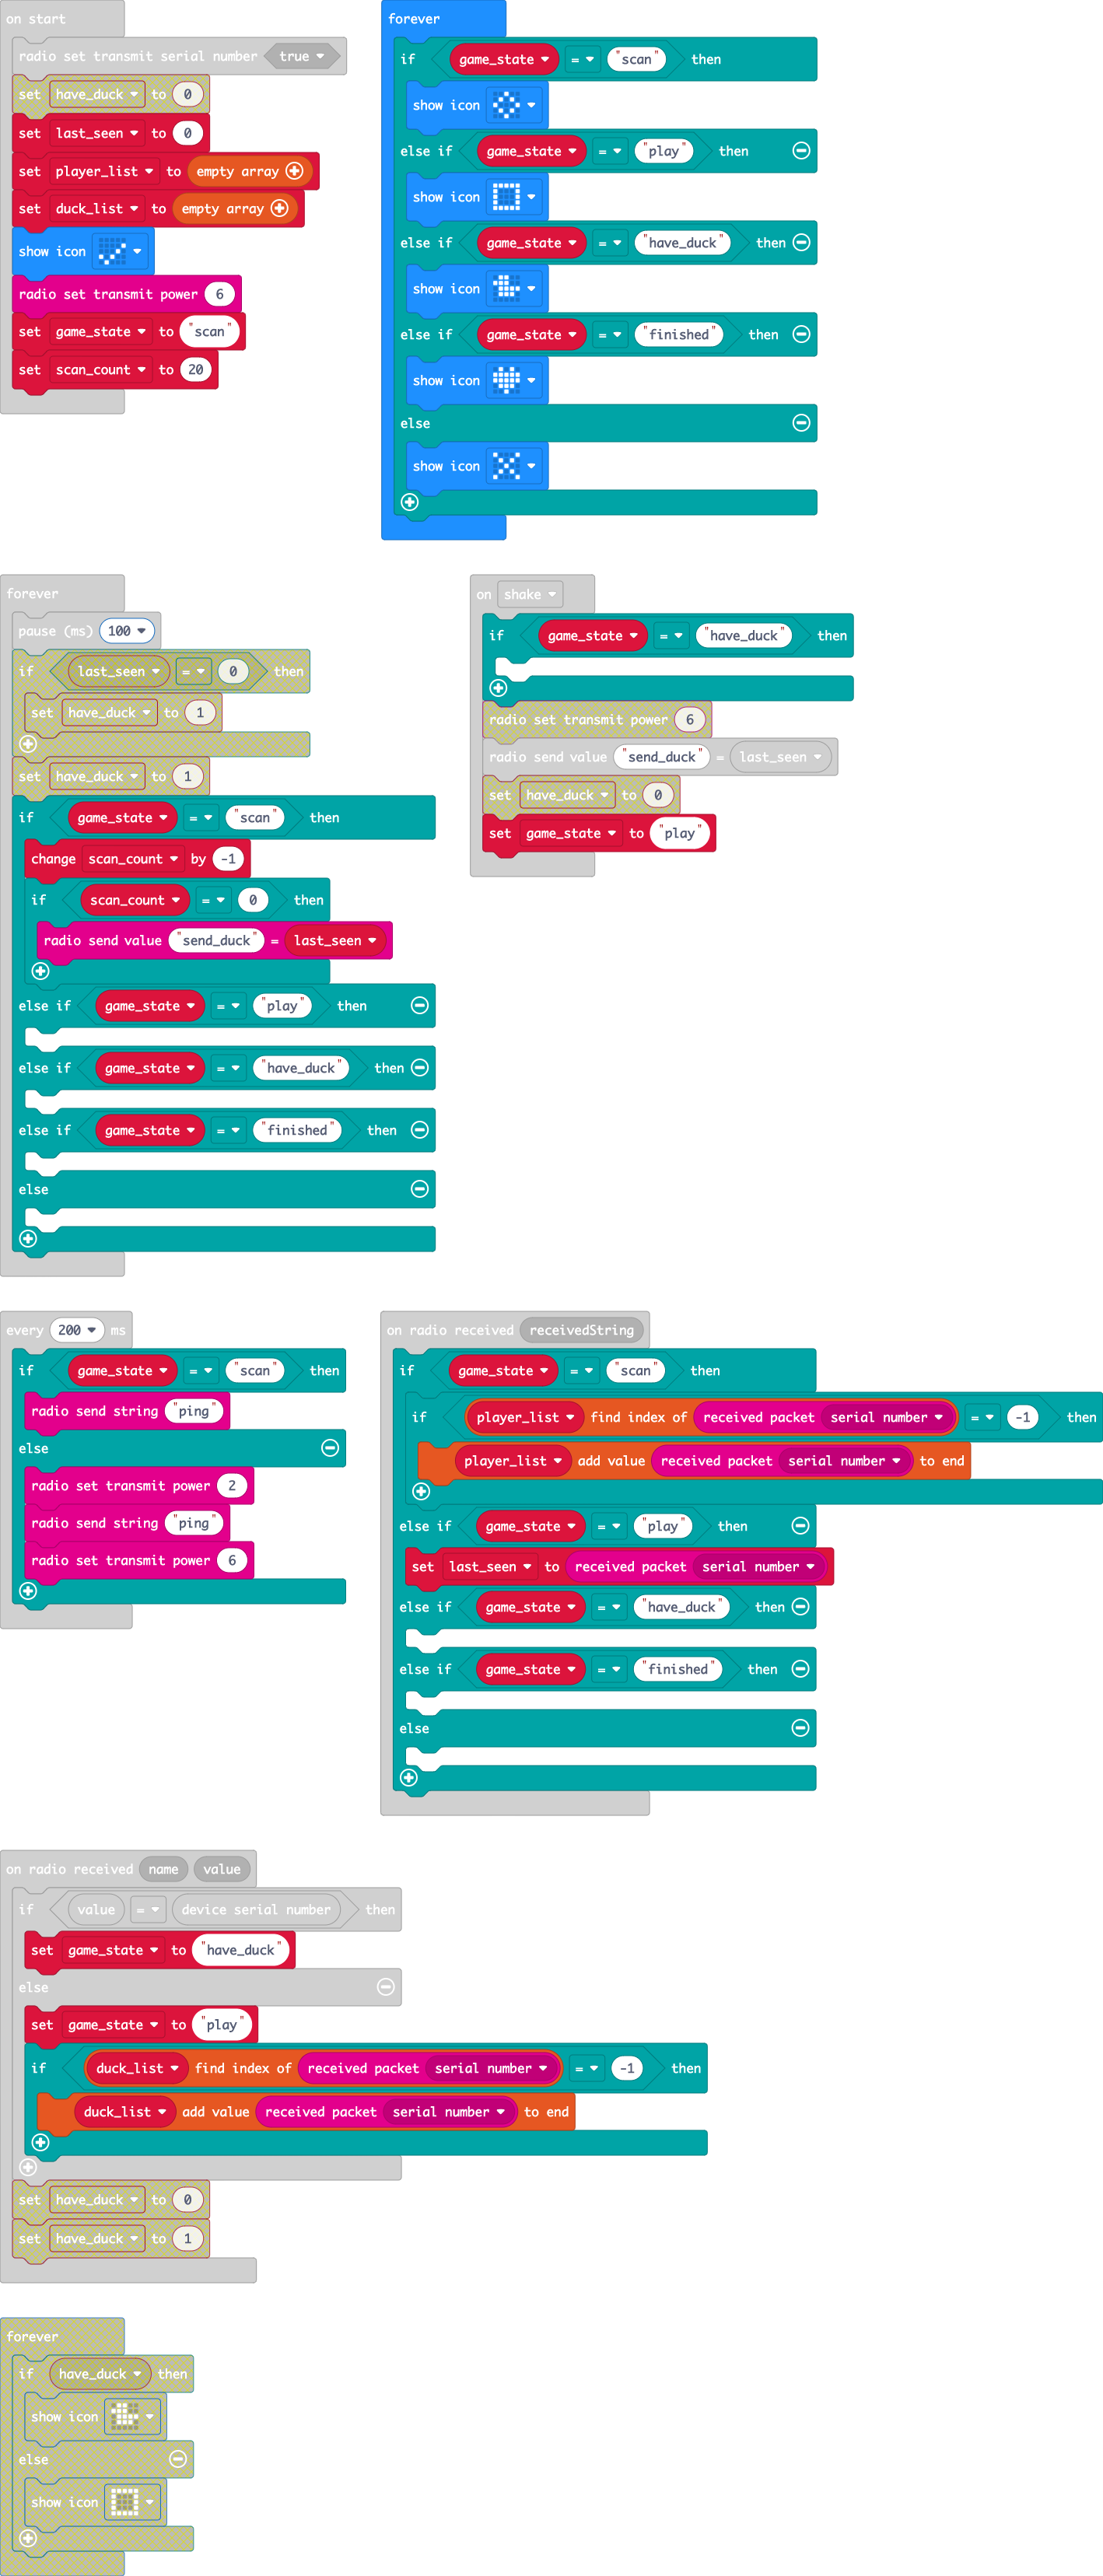 on start
radio set transmit serial number true
set have_duck to 0
set last_seen to 0
set player_list to empty array
set duck_list to empty array
show icon
radio set transmit power 6
set game_state to "scan"
set scan_count to 20
forever
if game_state = "scan" then
show icon
else if game_state = "play" then
show icon
else if game_state = "have_duck" then
show icon
else if game_state = "finished" then
show icon
else
show icon
forever
pause (ms) 100
if last_seen = 0 then
set have_duck to 1
set have_duck to 1
if game_state = "scan" then
change scan_count by -1
if scan_count = 0 then
radio send value "send_duck" = last_seen
else if game_state = "play" then
else if game_state = "have_duck" then
else if game_state = "finished" then
else
on shake
if game_state = "have_duck" then
radio set transmit power 6
radio send value "send_duck" = last_seen
set have_duck to 0
set game_state to "play"
every 200 ms
if game_state = "scan" then
radio send string "ping"
else
radio set transmit power 2
radio send string "ping"
radio set transmit power 6
on radio received receivedString
if game_state = "scan" then
if player_list find index of received packet serial number = -1 then
player_list add value received packet serial number to end
else if game_state = "play" then
set last_seen to received packet serial number
else if game_state = "have_duck" then
else if game_state = "finished" then
else
on radio received name value
if value = device serial number then
set game_state to "have_duck"
else
set game_state to "play"
if duck_list find index of received packet serial number = -1 then
duck_list add value received packet serial number to end
set have_duck to 0
set have_duck to 1
forever
if have_duck then
show icon
else
show icon